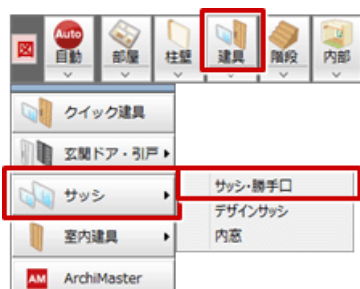 Auto
図 自動 部屋 柱壁 建具 階段 内部
クイック建具
玄関ドア・引戸
サッシ サッシ・勝手口
デザインサッシ
室内建具 内窓
AM ArchiMaster